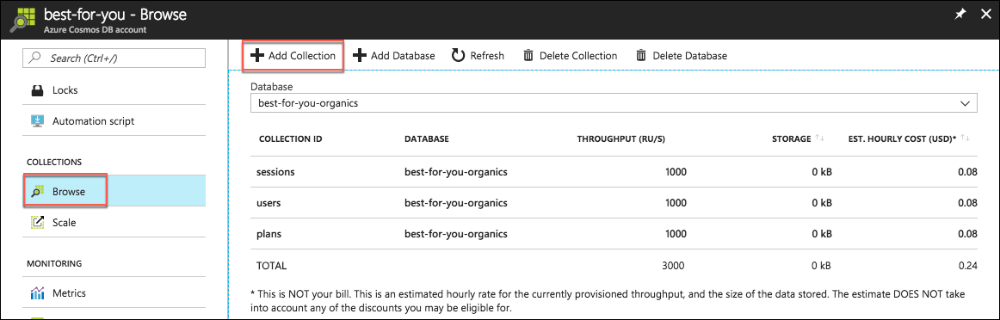 best-for-you - Browse
Azure Cosmos DB account
Search (Ctrl+/)
Locks
Automation script
COLLECTIONS
Browse
Scale
MONITORING
Metrics
Add Collection
Add Database
Refresh
Delete Collection
Delete Database
Database
best-for-you-organics
COLLECTION ID DATABASE THROUGHPUT (RU/S) STORAGE ↑↓ EST. HOURLY COST (USD)* ↑↓
sessions best-for-you-organics 1000 0 kB 0.08
users best-for-you-organics 1000 0 kB 0.08
plans best-for-you-organics 1000 0 kB 0.08
TOTAL 3000 0 kB 0.24
* This is NOT your bill. This is an estimated hourly rate for the currently provisioned throughput, and the size of the data stored. The estimate DOES NOT take
into account any of the discounts you may be eligible for.